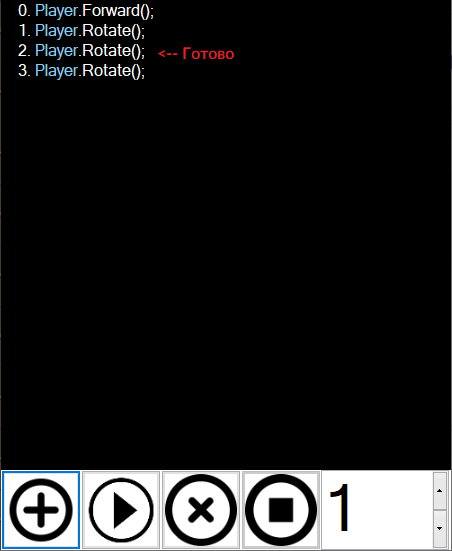 0. Player.Forward();
1. Player.Rotate();
2. Player.Rotate(); <-- Готово
3. Player.Rotate();
1